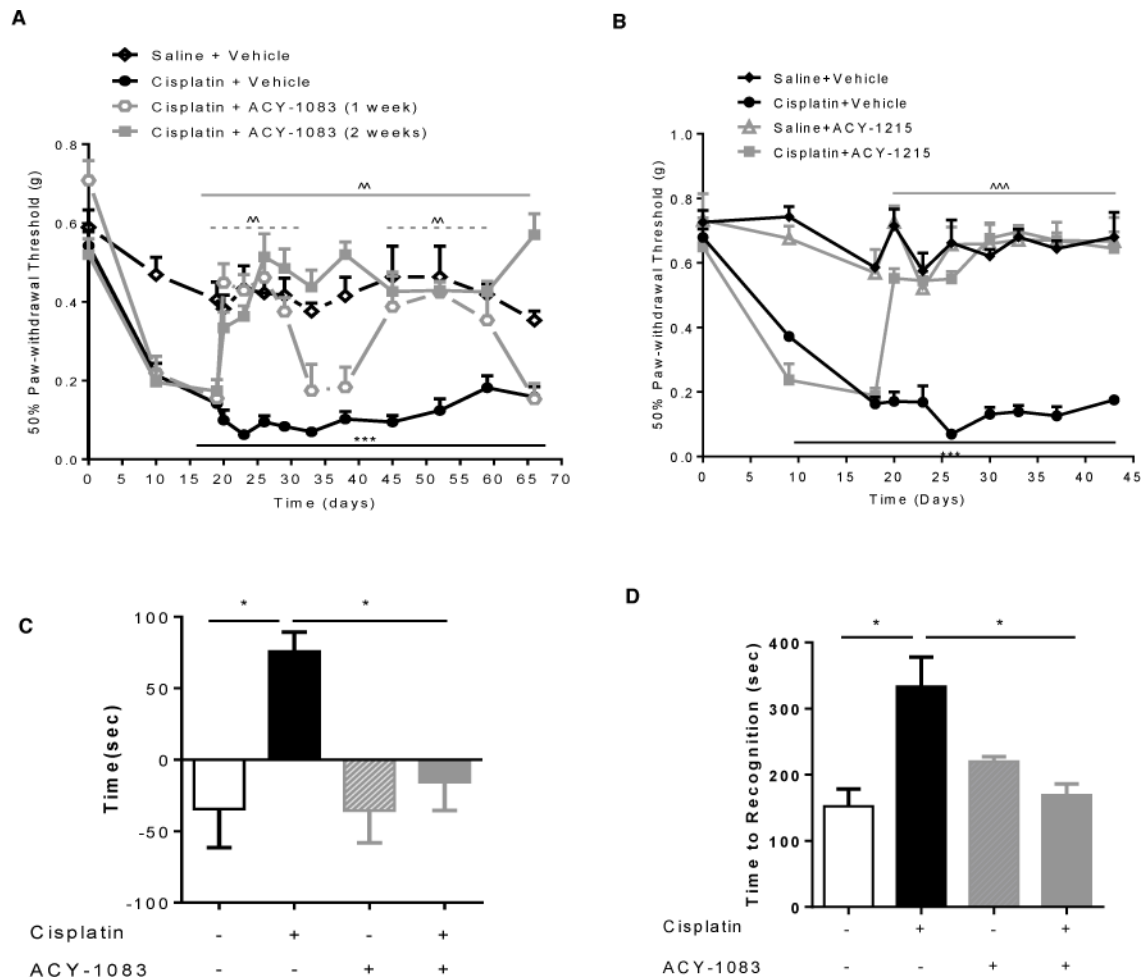 A
Saline + Vehicle
Cisplatin + Vehicle
Cisplatin + ACY-1083 (1 week)
Cisplatin + ACY-1083 (2 weeks)
50% Paw-withdrawal Threshold (g)
0.8
0.6
0.4
0.2
0.0
^^
^^
^^
***
0 5 10 15 20 25 30 35 40 45 50 55 60 65 70
Time (days)
B
Saline+Vehicle
Cisplatin+Vehicle
Saline+ACY-1215
Cisplatin+ACY-1215
50% Paw-withdrawal Threshold (g)
1.0
0.8
0.6
0.4
0.2
0.0
^^^
***
0 5 10 15 20 25 30 35 40 45
Time (Days)
C
* *
Time(sec)
100
50
0
-50
-100
Cisplatin - + - +
ACY-1083 - - + +
D
* *
Time to Recognition (sec)
400
300
200
100
0
Cisplatin - + - +
ACY-1083 - - + +